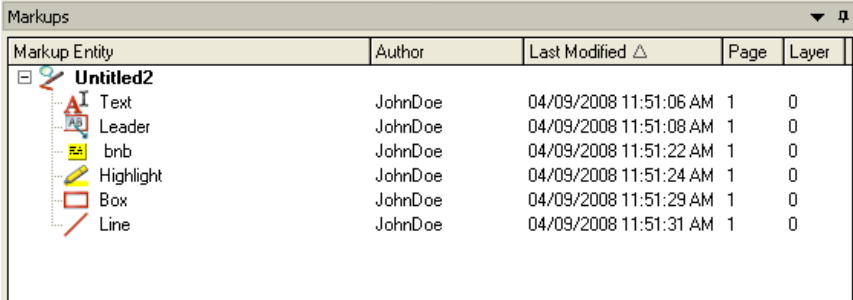 Markups
Markup Entity Author Last Modified Page Layer
Untitled2
Text JohnDoe 04/09/2008 11:51:06 AM 1 0
Leader JohnDoe 04/09/2008 11:51:08 AM 1 0
bnb JohnDoe 04/09/2008 11:51:22 AM 1 0
Highlight JohnDoe 04/09/2008 11:51:24 AM 1 0
Box JohnDoe 04/09/2008 11:51:29 AM 1 0
Line JohnDoe 04/09/2008 11:51:31 AM 1 0